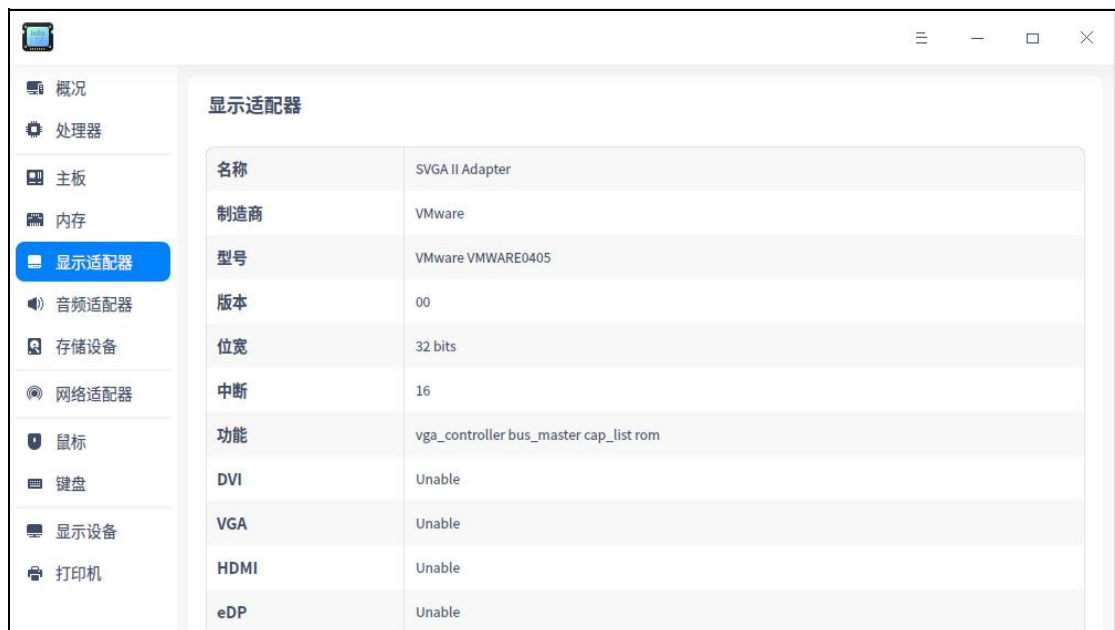 info
概况
处理器
主板
内存
显示适配器
音频适配器
存储设备
网络适配器
鼠标
键盘
显示设备
打印机
显示适配器
名称 SVGA II Adapter
制造商 VMware
型号 VMware VMWARE0405
版本 00
位宽 32 bits
中断 16
功能 vga_controller bus_master cap_list rom
DVI Unable
VGA Unable
HDMI Unable
eDP Unable